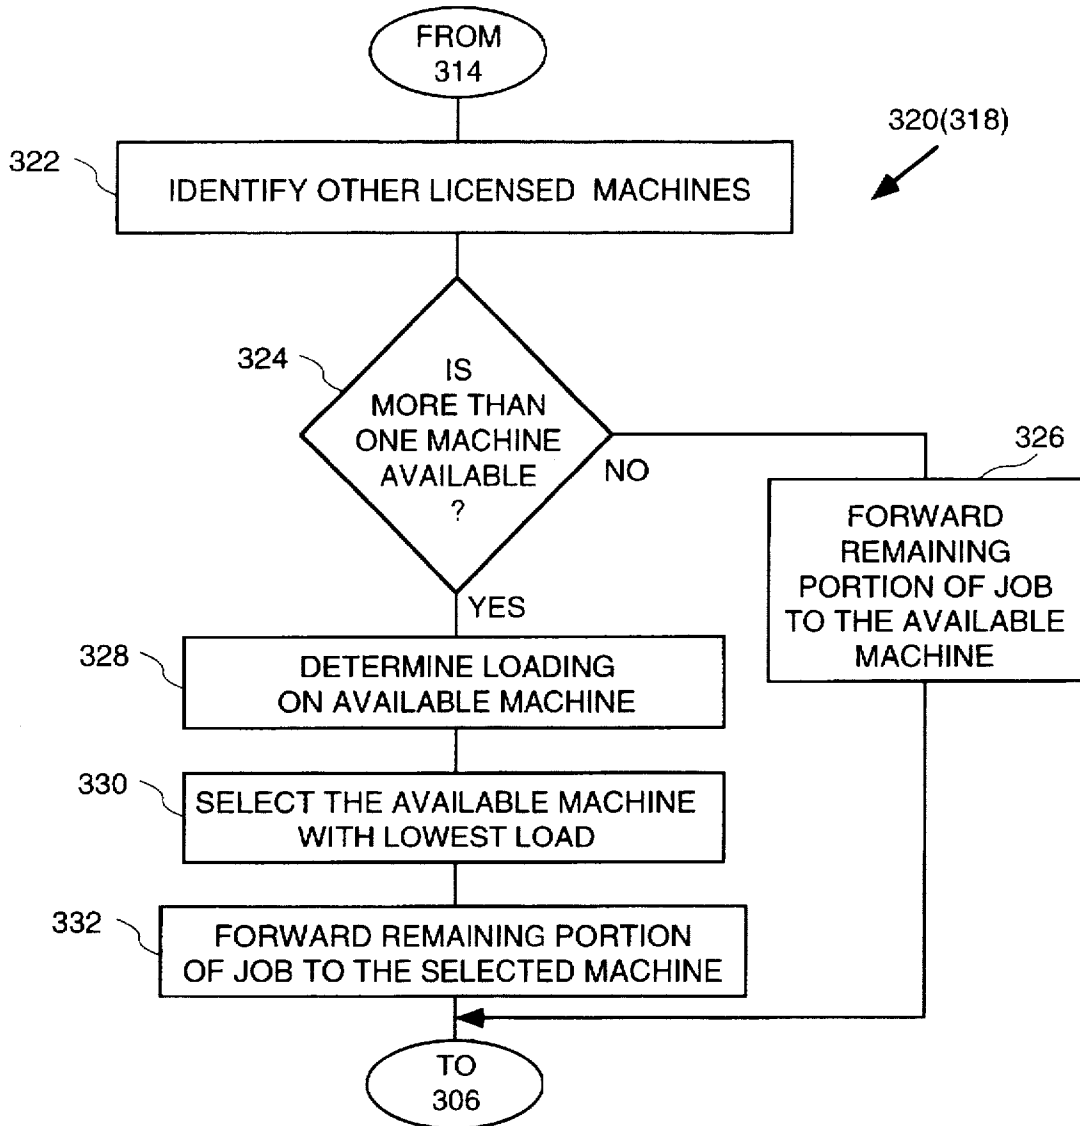 FROM
314
320(318)
322
IDENTIFY OTHER LICENSED MACHINES
324
IS
MORE THAN
ONE MACHINE
AVAILABLE
?
NO
YES
326
FORWARD
REMAINING
PORTION OF JOB
TO THE AVAILABLE
MACHINE
328
DETERMINE LOADING
ON AVAILABLE MACHINE
330
SELECT THE AVAILABLE MACHINE
WITH LOWEST LOAD
332
FORWARD REMAINING PORTION
OF JOB TO THE SELECTED MACHINE
TO
306